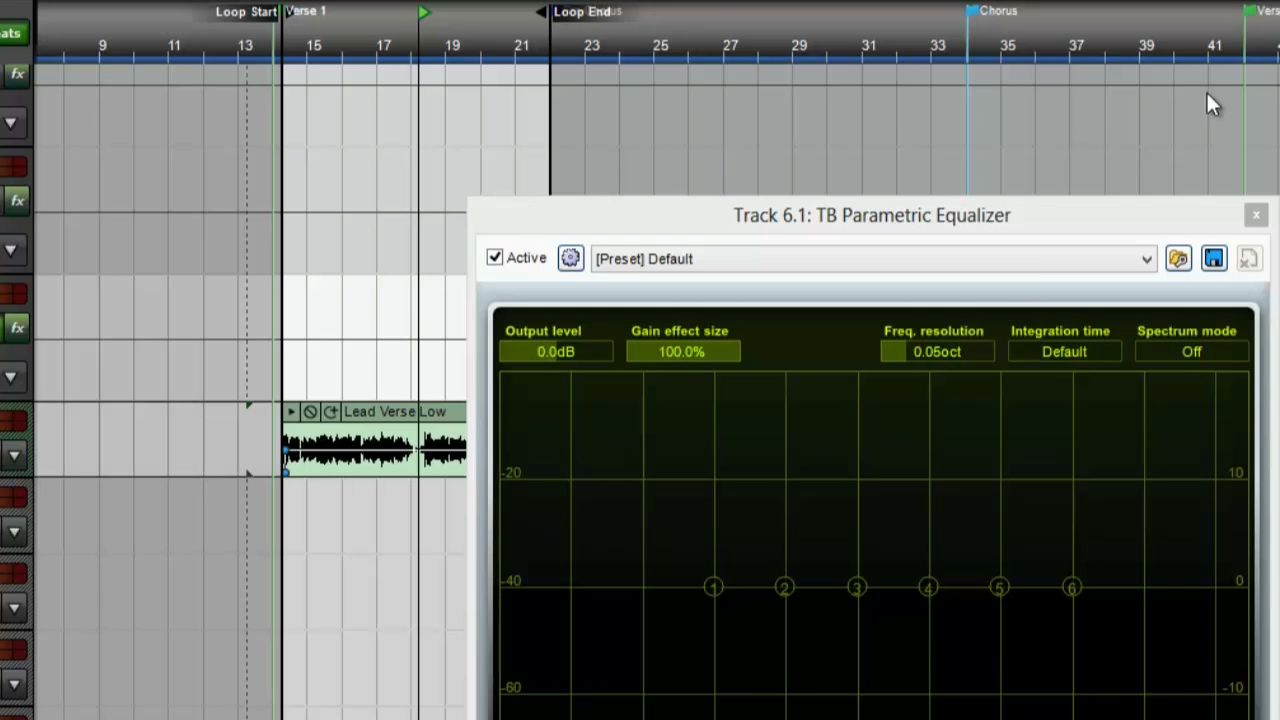 Loop Start Verse 1 Loop End Chorus
ats 9 11 13 15 17 19 21 23 25 27 29 31 33 35 37 39 41
fx
fx
Track 6.1: TB Parametric Equalizer
Active [Preset] Default
fx
Output level Gain effect size Freq. resolution Integration time Spectrum mode
0.0dB 100.0% 0.05oct Default Off
Lead Verse Low
-20 10
-40 1 2 3 4 5 6 0
-60 -10